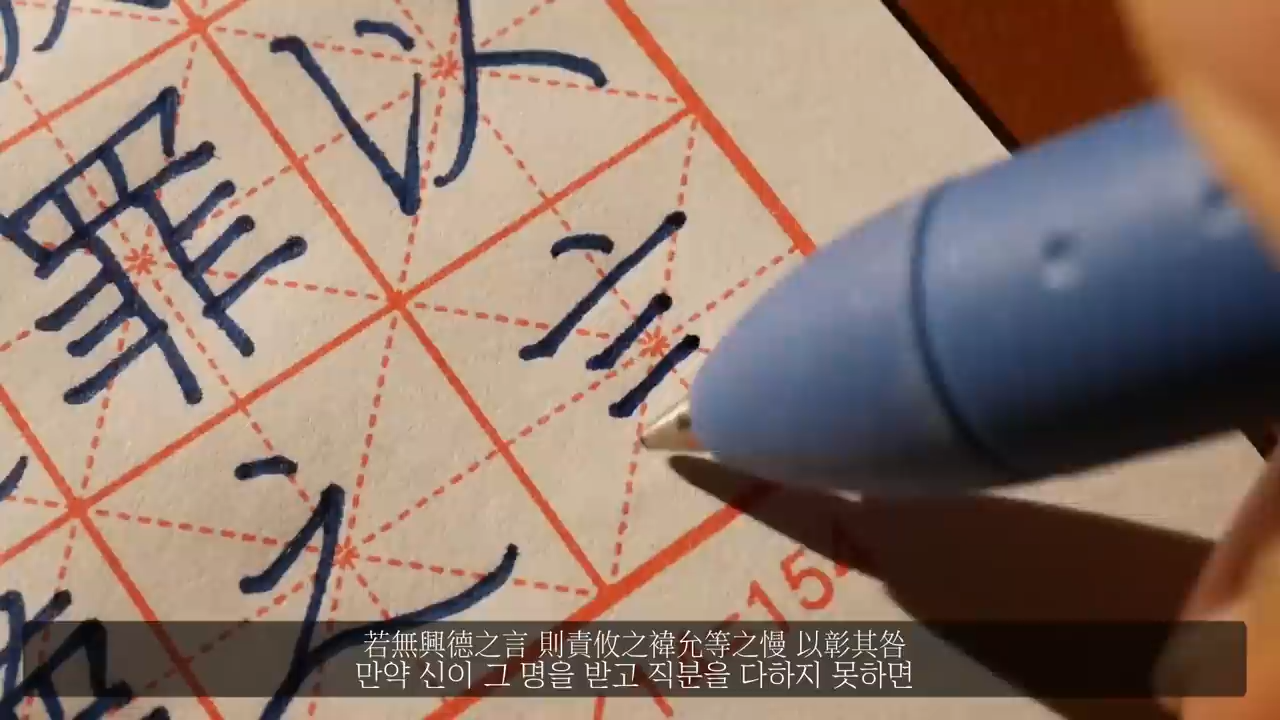 罪以
之言
若無興德之言 則責攸之禕允等之慢 以彰其咎
만약 신이 그 명을 받고 직분을 다하지 못하면